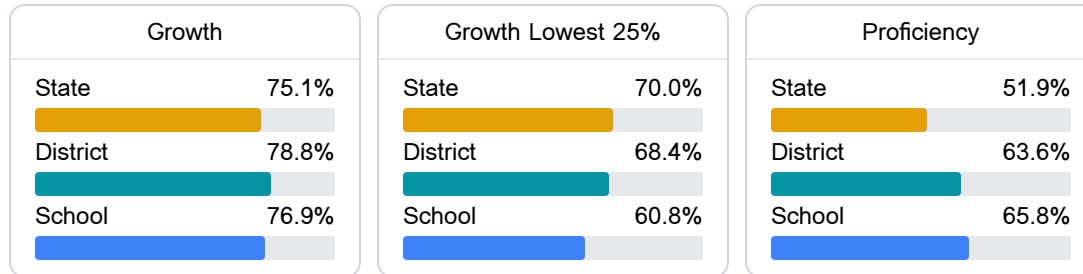 Growth
State 75.1%
District 78.8%
School 76.9%
Growth Lowest 25%
State 70.0%
District 68.4%
School 60.8%
Proficiency
State 51.9%
District 63.6%
School 65.8%